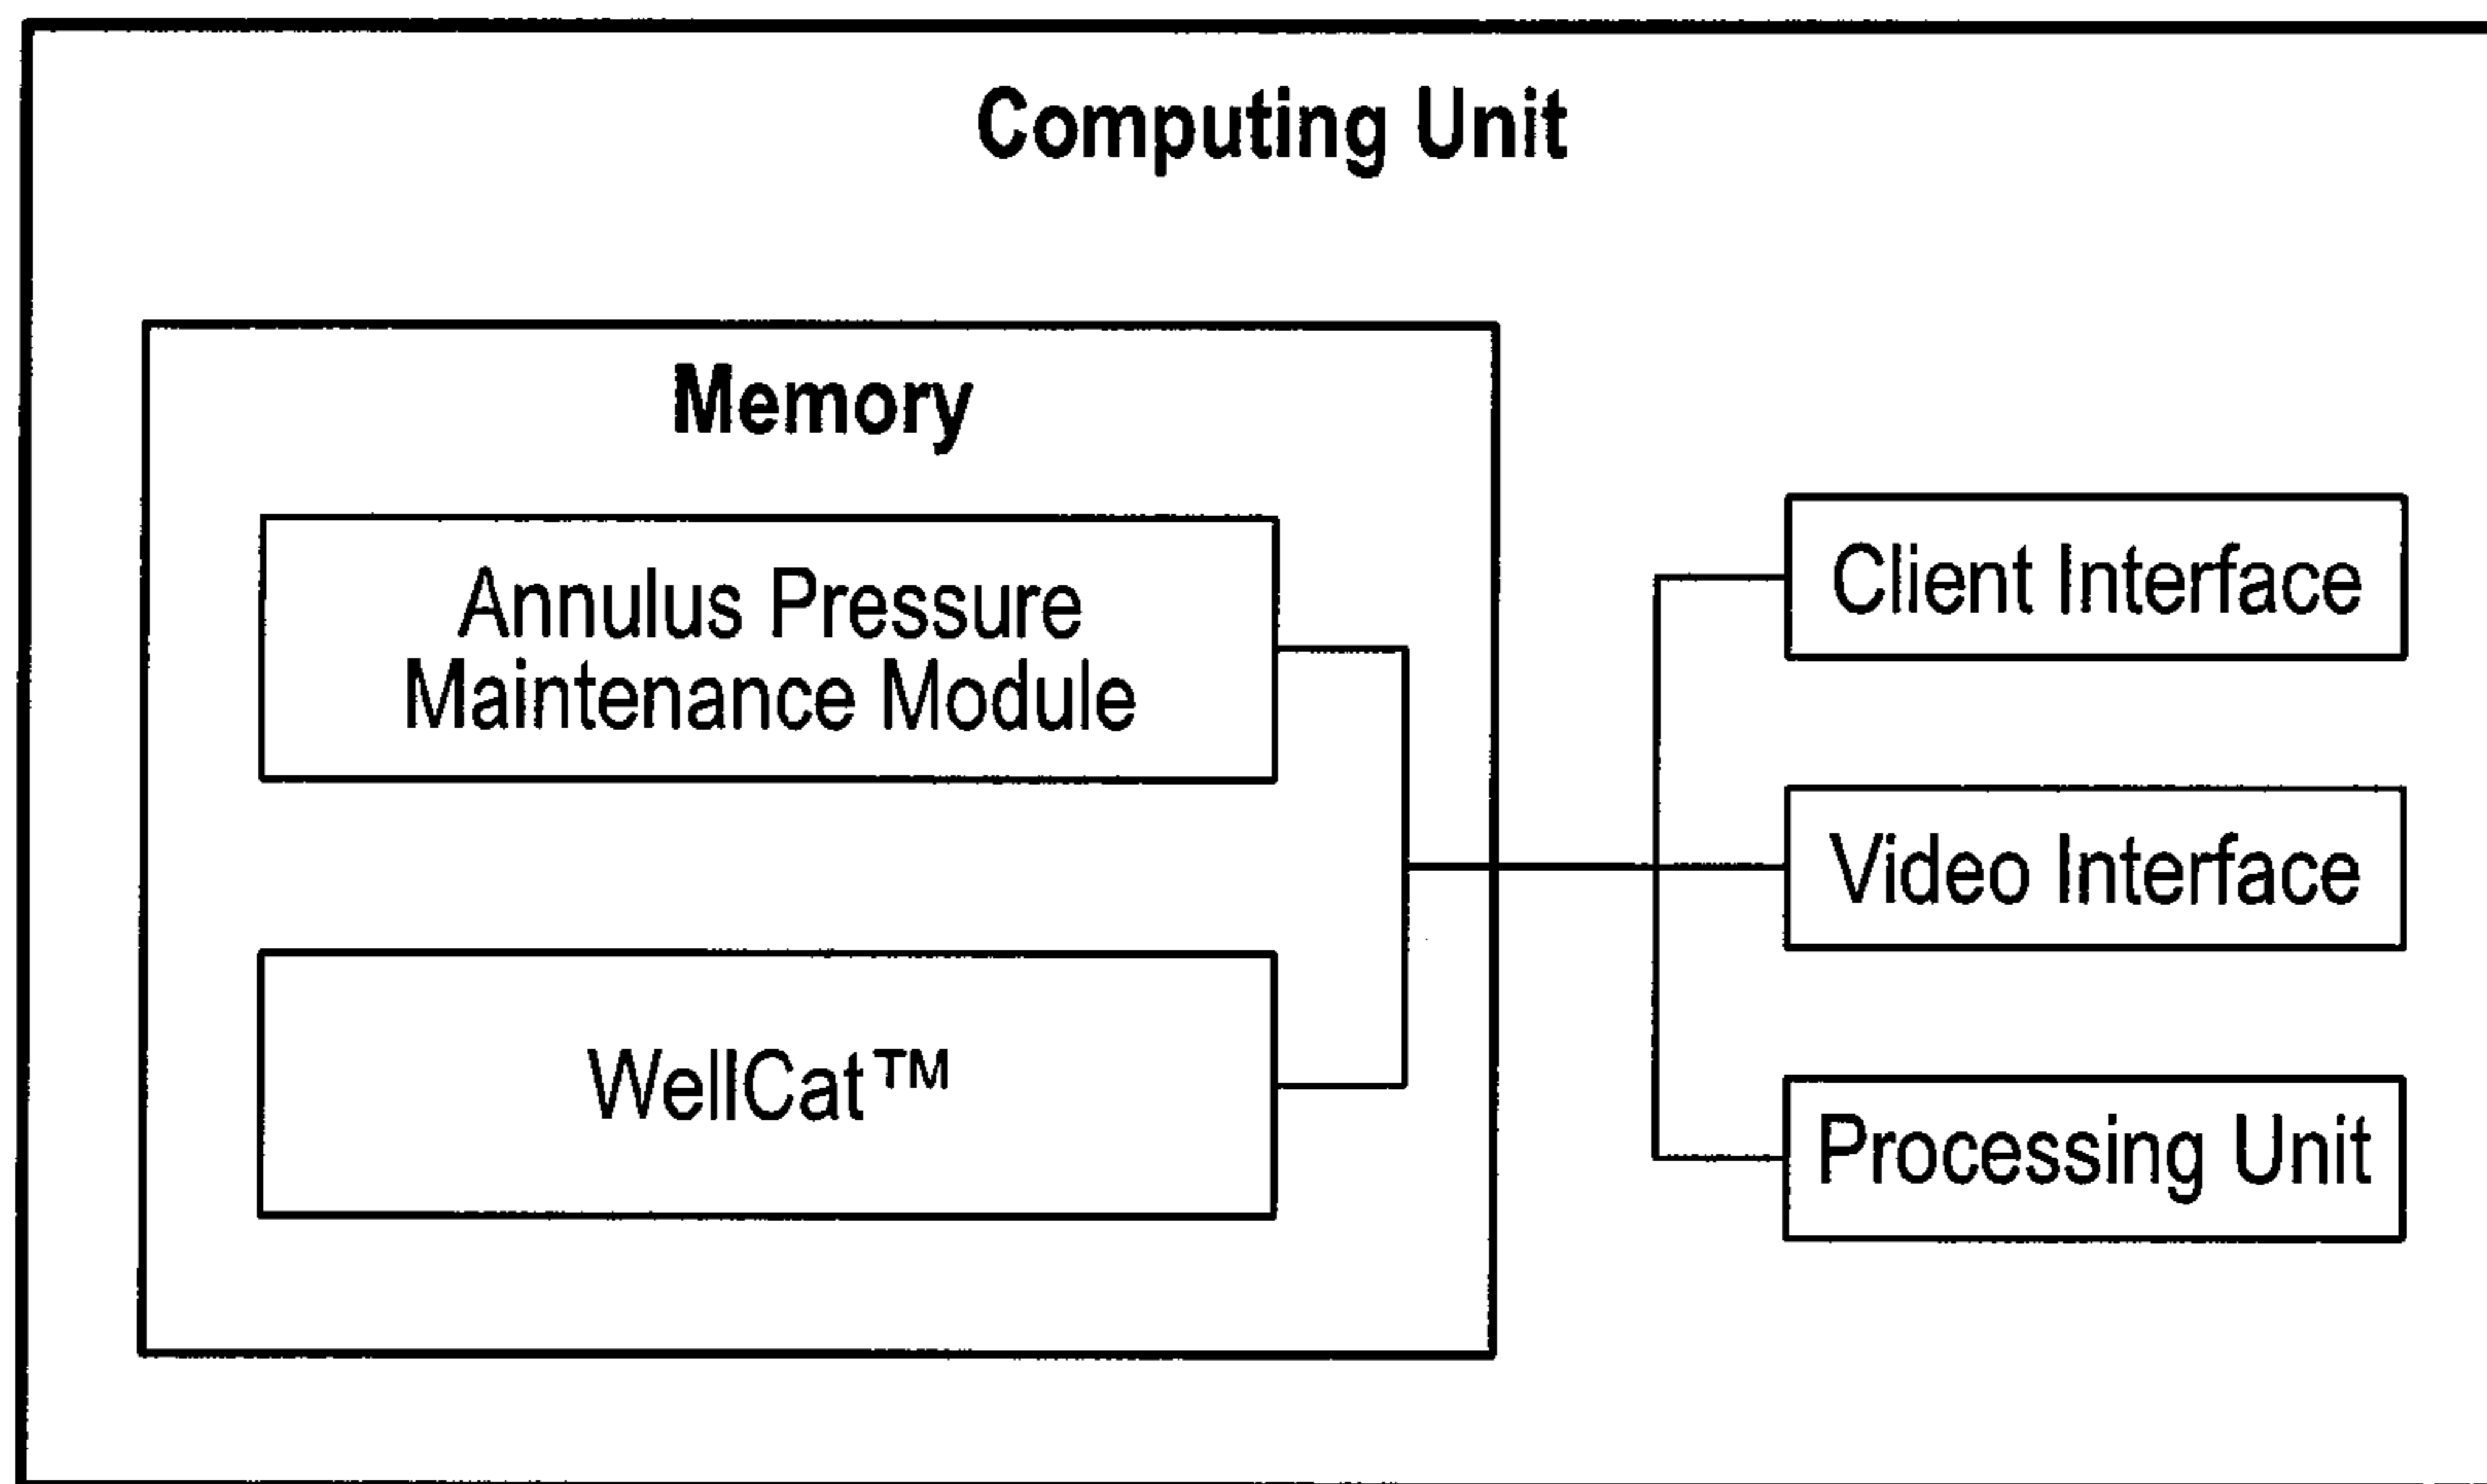 Computing Unit
Memory
Annulus Pressure
Maintenance Module
WellCat™
Client Interface
Video Interface
Processing Unit